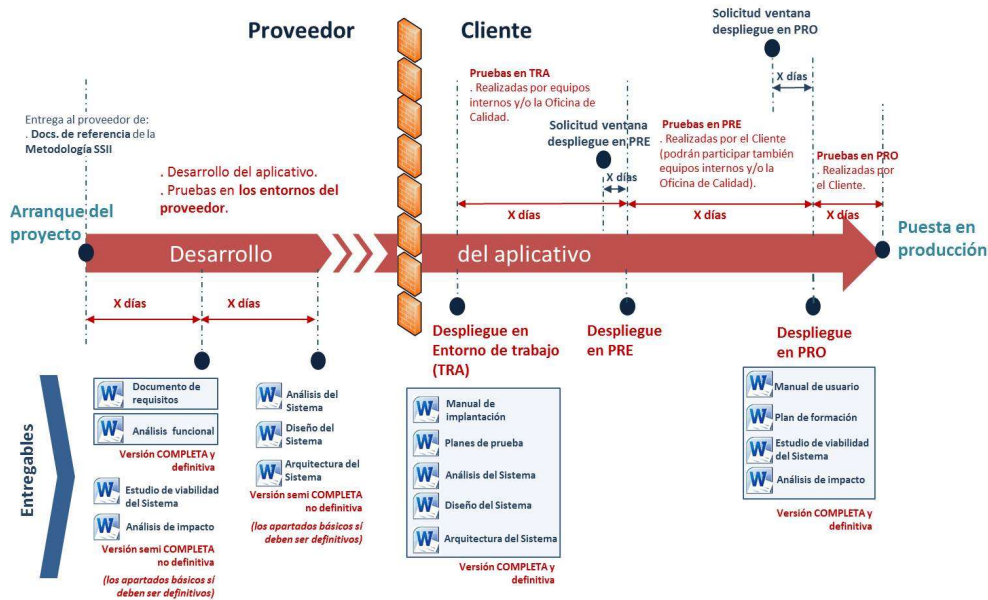 Proveedor
Cliente
Solicitud ventana
despliegue en PRO
X días
Entrega al proveedor de:
. Docs. de referencia de la
Metodología SSII
. Desarrollo del aplicativo.
. Pruebas en los entornos del
proveedor.
Pruebas en TRA
. Realizadas por equipos
internos y/o la Oficina de
Calidad.
Solicitud ventana
despliegue en PRE
X días
Pruebas en PRE
. Realizadas por el Cliente
(podrán participar también
equipos internos y/o la
Oficina de Calidad).
Pruebas en PRO
. Realizadas por
el Cliente.
X días
X días
X días
Arranque del
proyecto
Desarrollo
del aplicativo
Puesta en
producción
X días
X días
Despliegue en
Entorno de trabajo
(TRA)
Despliegue
en PRE
Despliegue
en PRO
Entregables
Documento de
requisitos
Análisis funcional
Versión COMPLETA y
definitiva
Estudio de viabilidad
del Sistema
Análisis de impacto
Versión semi COMPLETA
no definitiva
(los apartados básicos sí
deben ser definitivos)
Análisis del
Sistema
Diseño del
Sistema
Arquitectura del
Sistema
Versión semi COMPLETA
no definitiva
(los apartados básicos sí
deben ser definitivos)
Manual de
implantación
Planes de prueba
Análisis del Sistema
Diseño del Sistema
Arquitectura del Sistema
Versión COMPLETA y
definitiva
Manual de usuario
Plan de formación
Estudio de viabilidad
del Sistema
Análisis de impacto
Versión COMPLETA y
definitiva